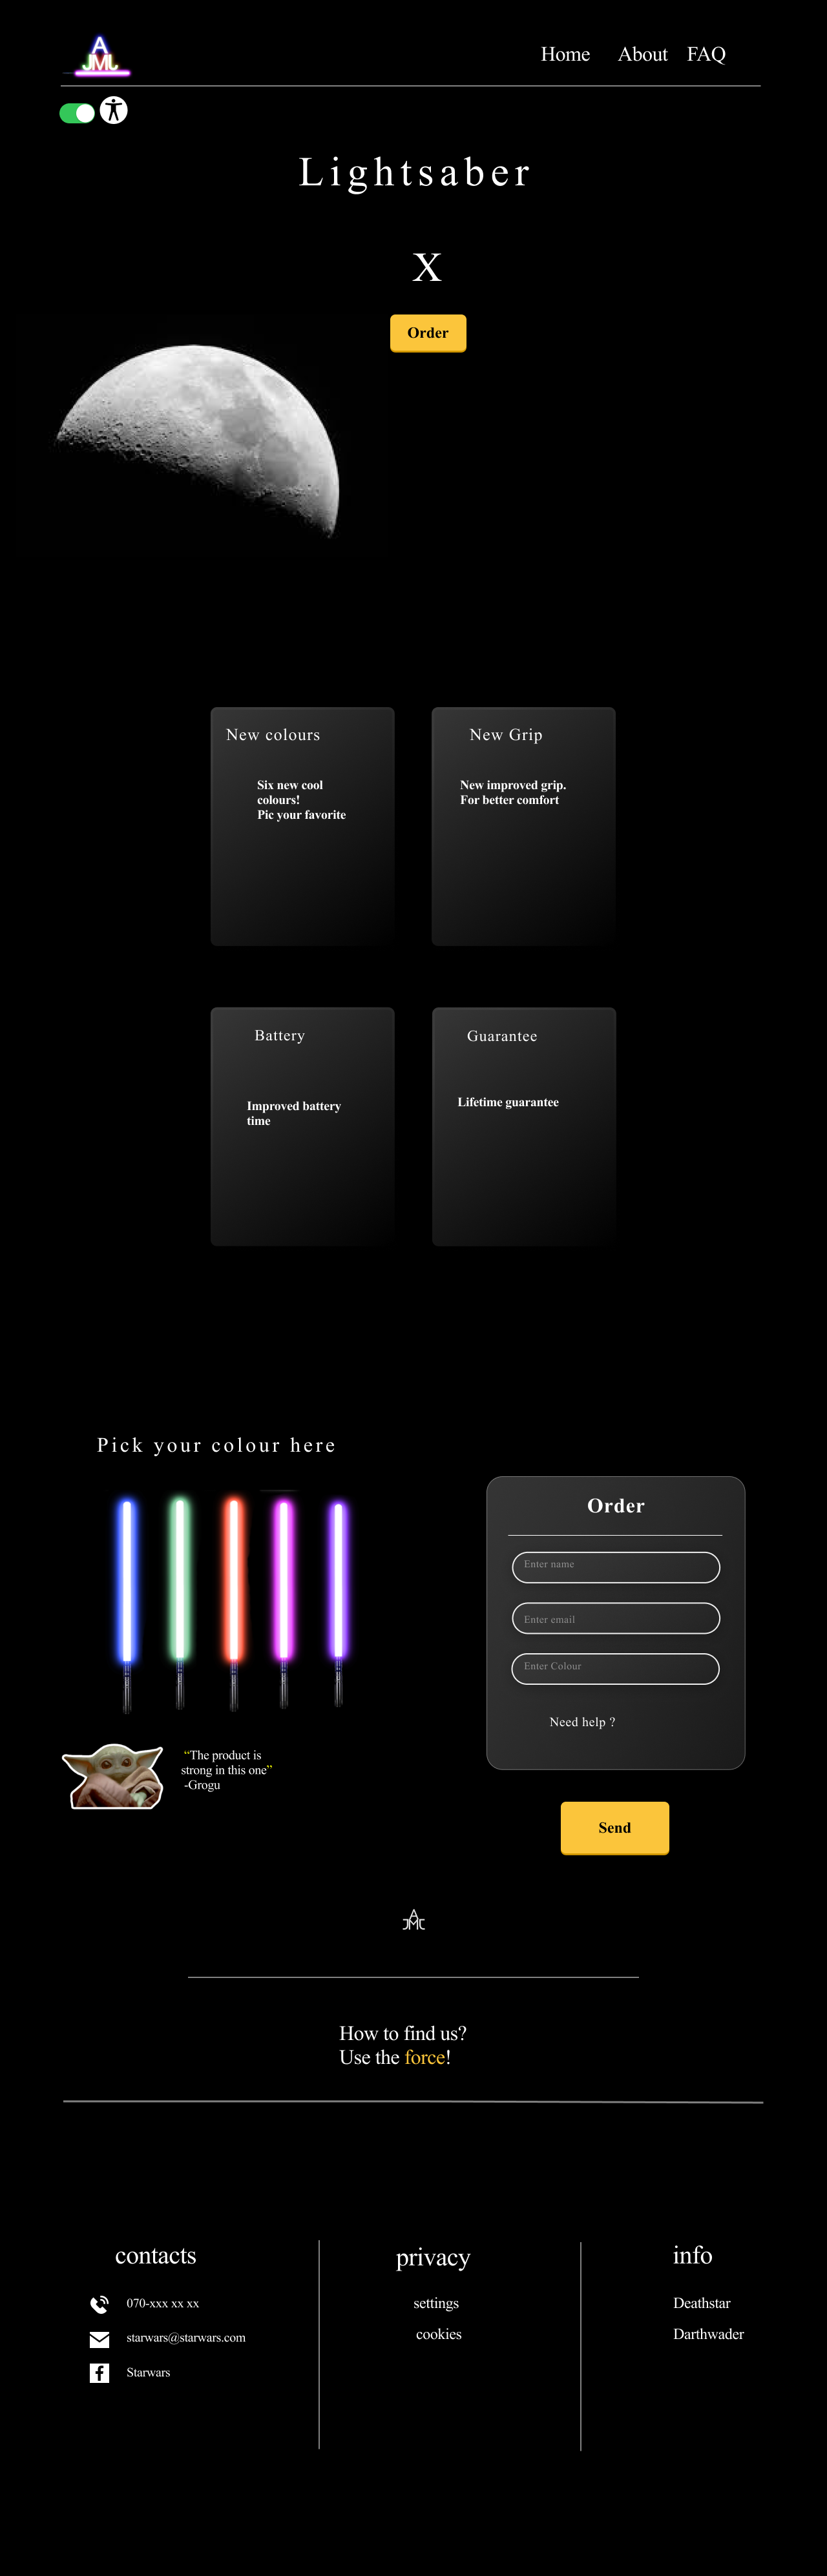 A
JML
Home About FAQ
Lightsaber
X
Order
New colours
Six new cool
colours!
Pic your favorite
New Grip
New improved grip.
For better comfort
Battery
Improved battery
time
Guarantee
Lifetime guarantee
Pick your colour here
“The product is
strong in this one”
-Grogu
Order
Enter name
Enter email
Enter Colour
Need help ?
Send
How to find us?
Use the force!
contacts
070-xxx xx xx
starwars@starwars.com
Starwars
privacy
settings
cookies
info
Deathstar
Darthwader